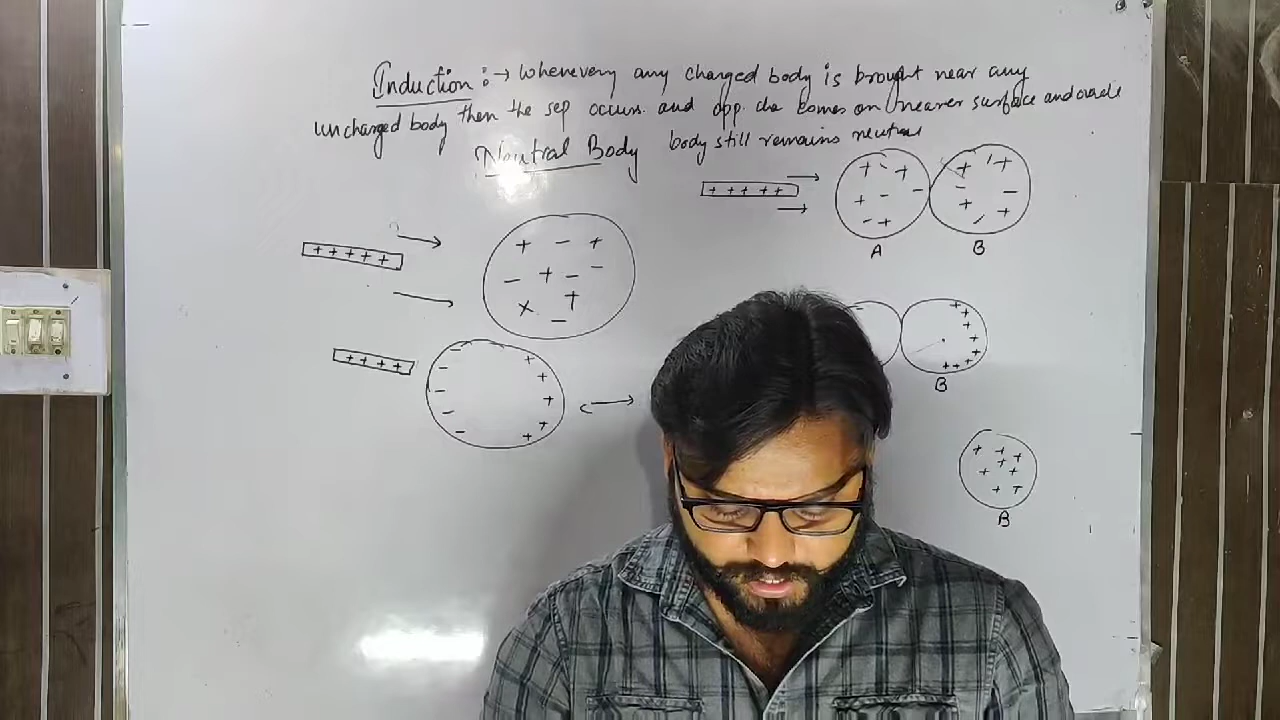 Induction :→ Whenevery any charged body is brought near any
uncharged body then the sep occurs. and opp. che comes on nearer surface and
body still remains neutral
Neutral Body
+ + + + +
+ - + + - - + - +
A
+ + + + +
+ - + - + - - + + -
B
+ + + +
B
B